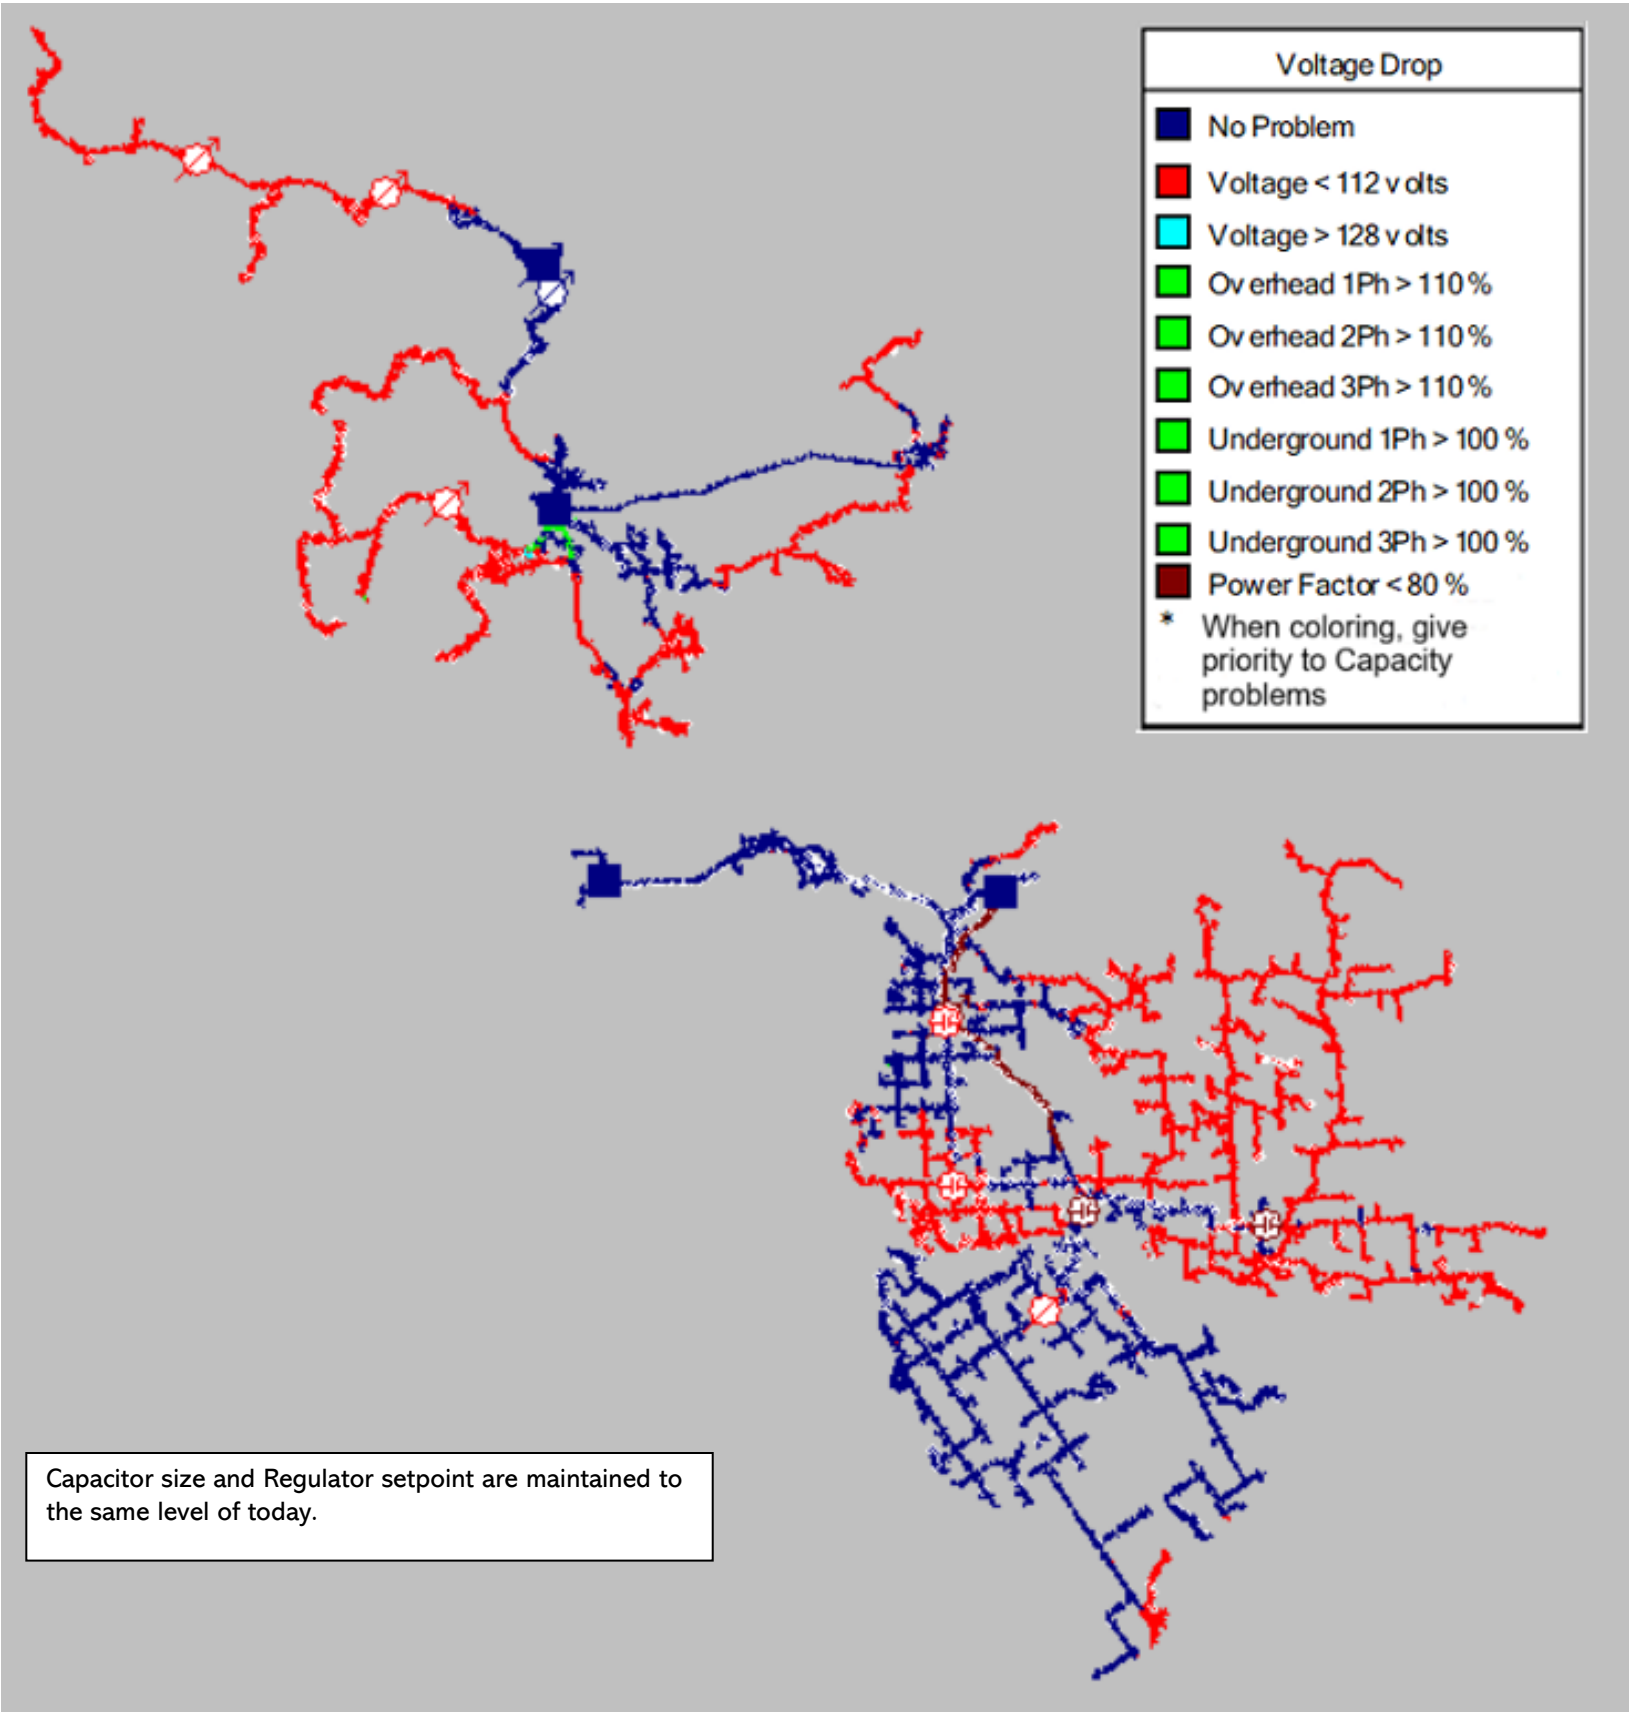 Voltage Drop
No Problem
Voltage < 112 volts
Voltage > 128 volts
Overhead 1Ph > 110 %
Overhead 2Ph > 110 %
Overhead 3Ph > 110 %
Underground 1Ph > 100 %
Underground 2Ph > 100 %
Underground 3Ph > 100 %
Power Factor < 80 %
* When coloring, give
priority to Capacity
problems
Capacitor size and Regulator setpoint are maintained to
the same level of today.